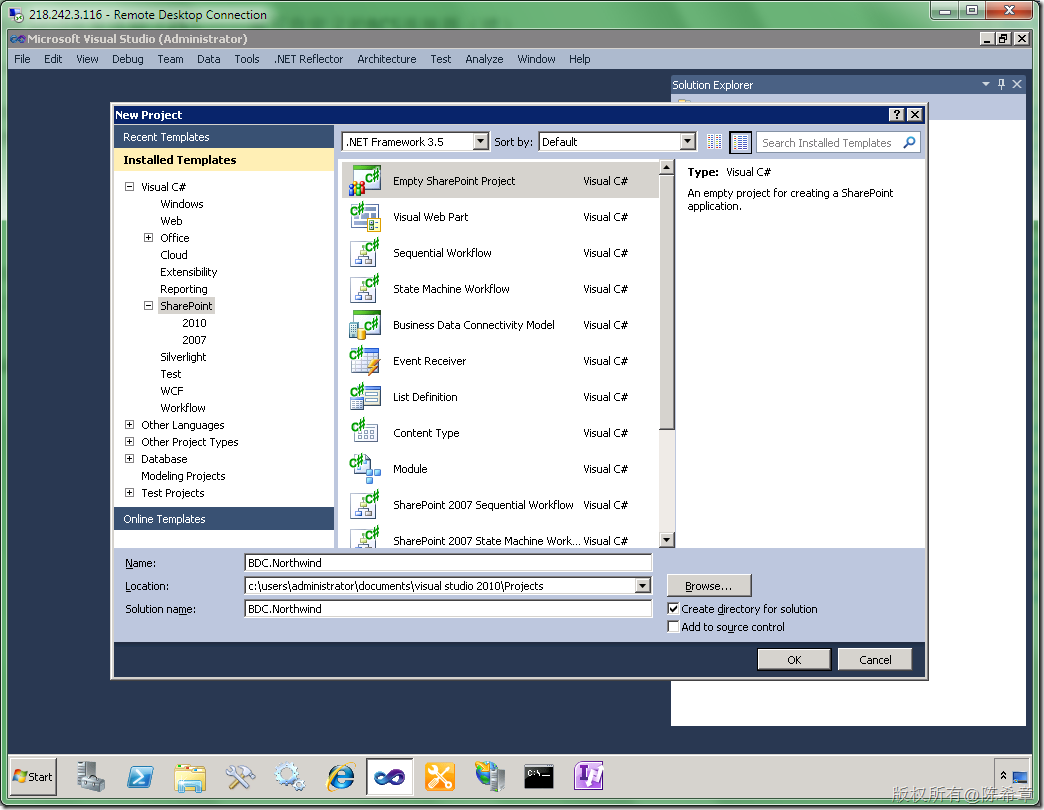 218.242.3.116 - Remote Desktop Connection
Microsoft Visual Studio (Administrator)
File Edit View Debug Team Data Tools .NET Reflector Architecture Test Analyze Window Help
Solution Explorer
New Project
Recent Templates
Installed Templates
Visual C#
Windows
Web
Office
Cloud
Extensibility
Reporting
SharePoint
2010
2007
Silverlight
Test
WCF
Workflow
Other Languages
Other Project Types
Database
Modeling Projects
Test Projects
Online Templates
.NET Framework 3.5 Sort by: Default Search Installed Templates
Empty SharePoint Project Visual C#
Visual Web Part Visual C#
Sequential Workflow Visual C#
State Machine Workflow Visual C#
Business Data Connectivity Model Visual C#
Event Receiver Visual C#
List Definition Visual C#
Content Type Visual C#
Module Visual C#
SharePoint 2007 Sequential Workflow Visual C#
SharePoint 2007 State Machine Work... Visual C#
Type: Visual C#
An empty project for creating a SharePoint
application.
Name: BDC.Northwind
Location: c:\users\administrator\documents\visual studio 2010\Projects Browse...
Solution name: BDC.Northwind Create directory for solution
Add to source control
OK Cancel
Start
版权所有@陈希章